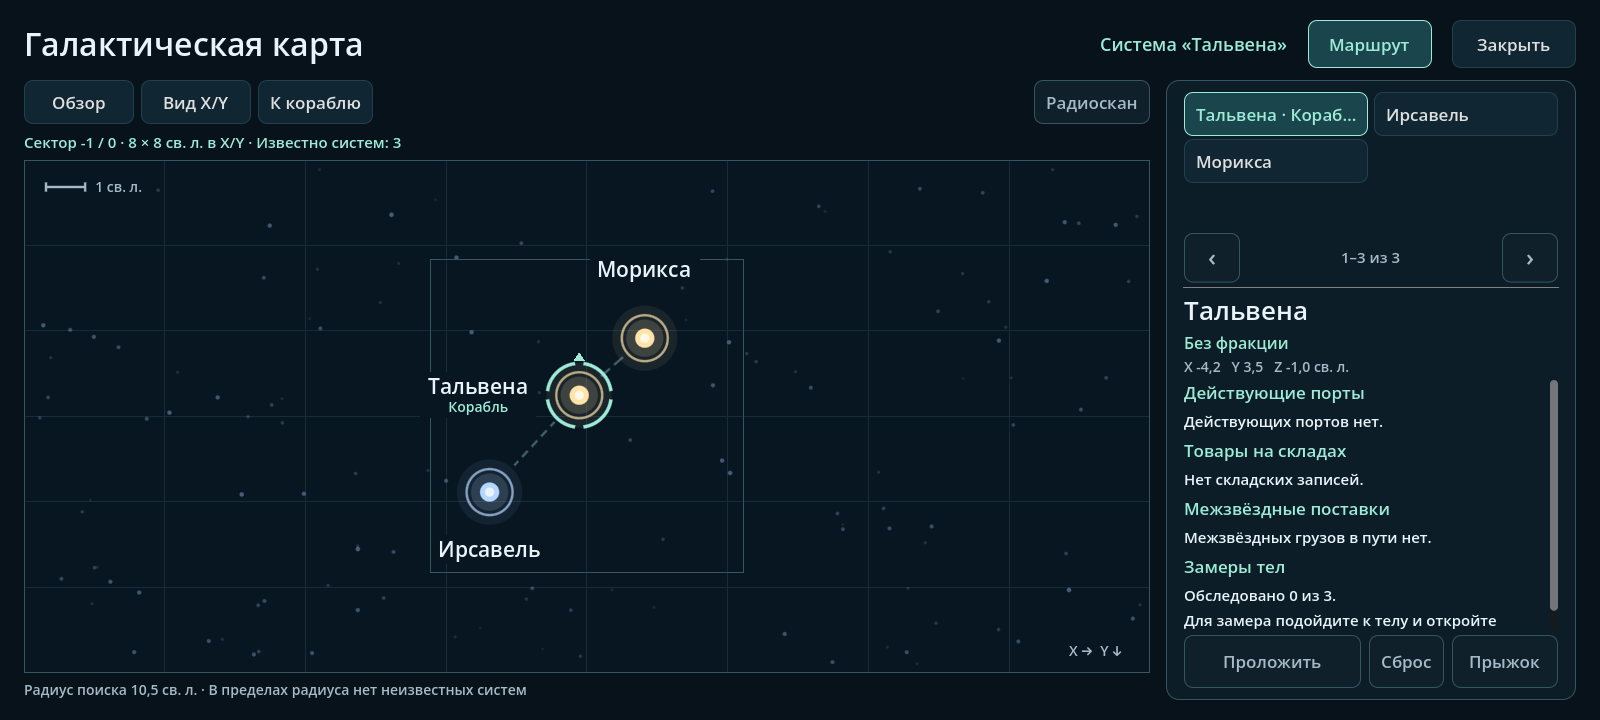 Галактическая карта
Система «Тальвена»
Маршрут
Закрыть
Обзор
Вид X/Y
К кораблю
Радиоскан
Сектор -1 / 0 · 8 × 8 св. л. в X/Y · Известно систем: 3
1 св. л.
Морикса
Тальвена
Корабль
Ирсавель
X → Y ↓
Радиус поиска 10,5 св. л. · В пределах радиуса нет неизвестных систем
Тальвена · Кораб...
Ирсавель
Морикса
‹
1–3 из 3
›
Тальвена
Без фракции
X -4,2 Y 3,5 Z -1,0 св. л.
Действующие порты
Действующих портов нет.
Товары на складах
Нет складских записей.
Межзвёздные поставки
Межзвёздных грузов в пути нет.
Замеры тел
Обследовано 0 из 3.
Для замера подойдите к телу и откройте
Проложить
Сброс
Прыжок